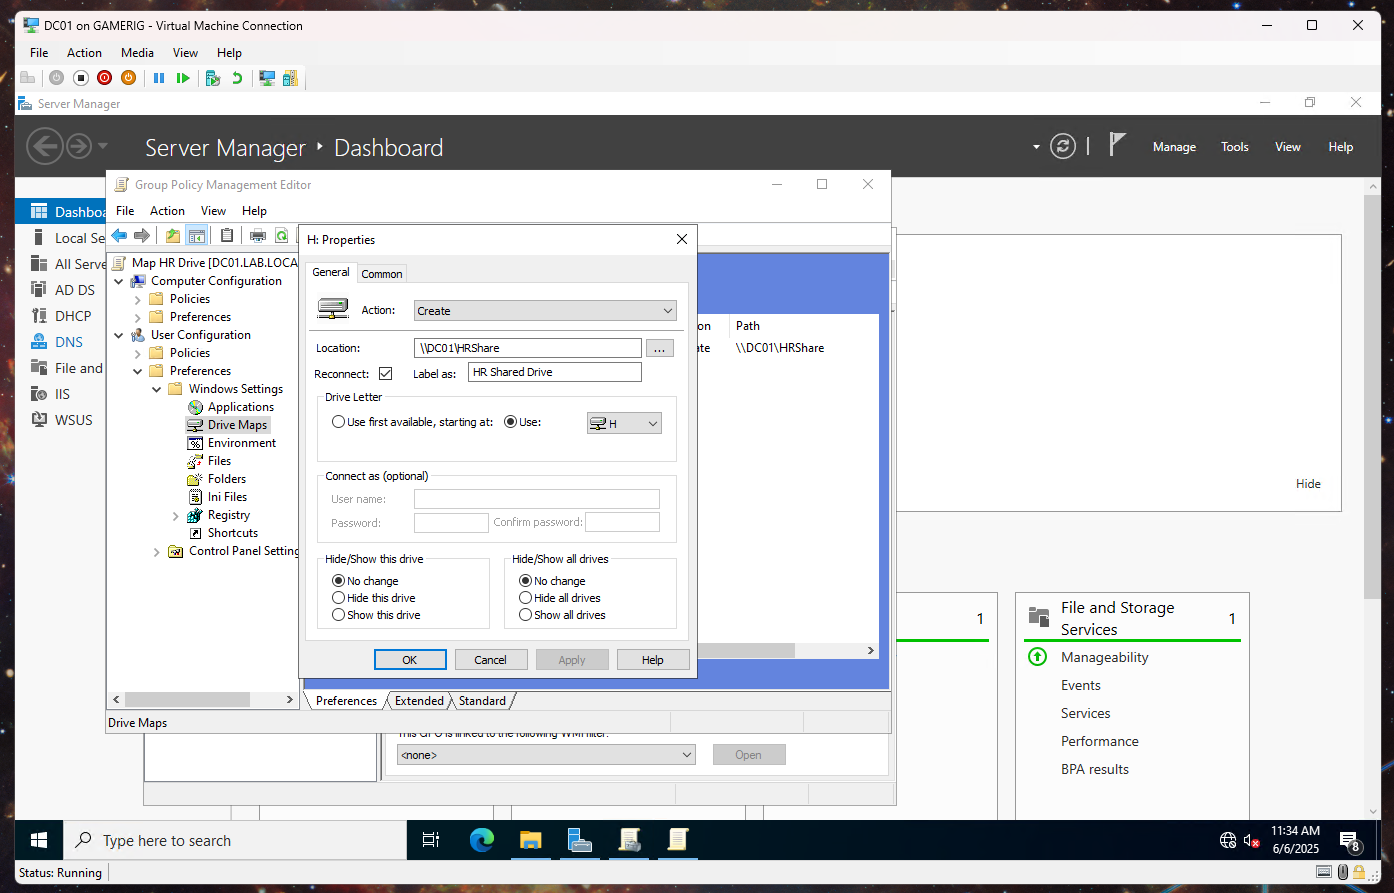 DC01 on GAMERIG - Virtual Machine Connection
File Action Media View Help
Server Manager
Server Manager • Dashboard
Manage Tools View Help
Dashboa
Local Se
All Serve
AD DS
DHCP
DNS
File and
IIS
WSUS
Group Policy Management Editor
File Action View Help
Map HR Drive [DC01.LAB.LOCA
Computer Configuration
Policies
Preferences
User Configuration
Policies
Preferences
Windows Settings
Applications
Drive Maps
Environment
Files
Folders
Ini Files
Registry
Shortcuts
Control Panel Setting
H: Properties
General Common
Action: Create
Location: \\DC01\HRShare ...
Reconnect: Label as: HR Shared Drive
Drive Letter
Use first available, starting at: Use: H
Connect as (optional)
User name:
Password: Confirm password:
Hide/Show this drive
No change
Hide this drive
Show this drive
Hide/Show all drives
No change
Hide all drives
Show all drives
OK Cancel Apply Help
on Path
ate \\DC01\HRShare
Preferences Extended Standard
Drive Maps
This GPO is linked to the following WMI filter:
<none> Open
Hide
1
File and Storage Services 1
Manageability
Events
Services
Performance
BPA results
Type here to search
11:34 AM
6/6/2025
8
Status: Running